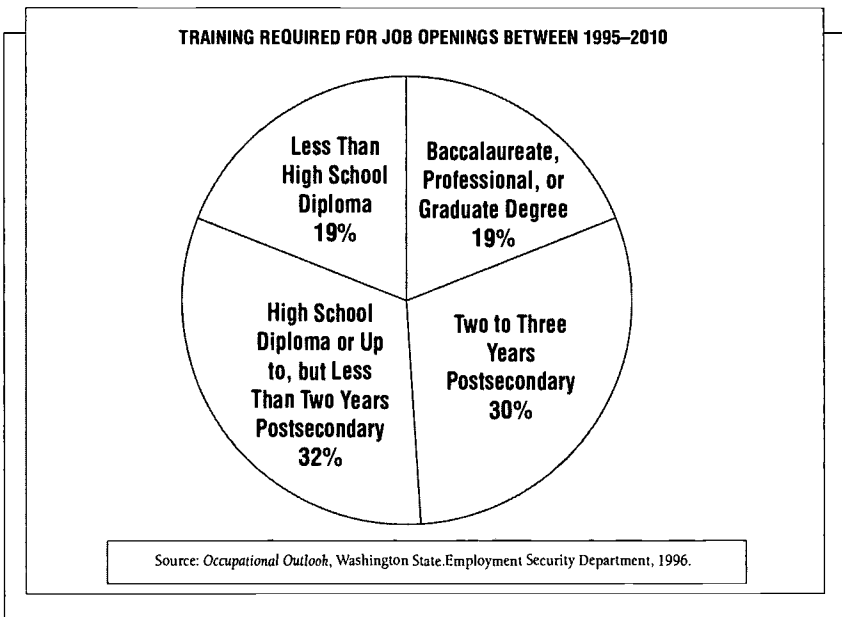 TRAINING REQUIRED FOR JOB OPENINGS BETWEEN 1995–2010
Less Than
High School
Diploma
19%
Baccalaureate,
Professional, or
Graduate Degree
19%
High School
Diploma or Up
to, but Less
Than Two Years
Postsecondary
32%
Two to Three
Years
Postsecondary
30%
Source: Occupational Outlook, Washington State.Employment Security Department, 1996.